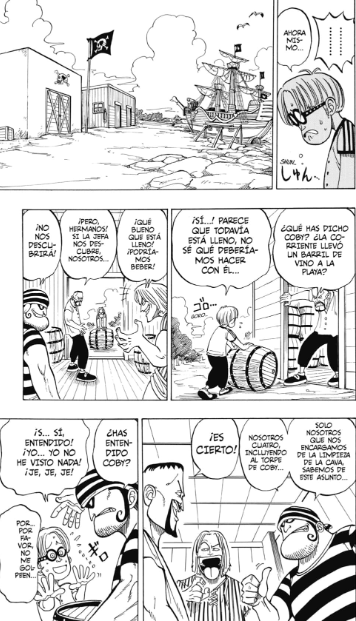 ..........
AHORA
MIS-
MO...
SHUN...
しゅん
¿QUÉ HAS DICHO
COBY? ¿LA CO-
RRIENTE LLEVÓ
UN BARRIL DE
VINO A LA
PLAYA?
¡SÍ...! PARECE
QUE TODAVÍA
ESTÁ LLENO, NO
SÉ QUÉ DEBERÍA-
MOS HACER
CON ÉL...
ゴロ...
GORO...
¡QUÉ
BUENO
QUE ESTÁ
LLENO!
¡PODRÍA-
MOS
BEBER!
¡PERO,
HERMANOS!
SI LA JEFA
NOS DES-
CUBRE,
NOSOTROS...
¡NO
NOS
DESCU-
BRIRÁ!
SOLO
NOSOTROS
QUE NOS
ENCARGAMOS
DE LA LIMPIEZA
DE LA CAVA,
SABEMOS DE
ESTE ASUNTO...
NOSOTROS
CUATRO,
INCLUYENDO
AL TORPE
DE COBY...
¡ES
CIERTO!
¿HAS
ENTEN-
DIDO
COBY?
¡S... SÍ,
ENTENDIDO!
¡YO... YO NO
HE VISTO NADA!
¡JE, JE, JE!
POR...
POR
FA-
VOR,
NO
ME
GOL-
PEEN...